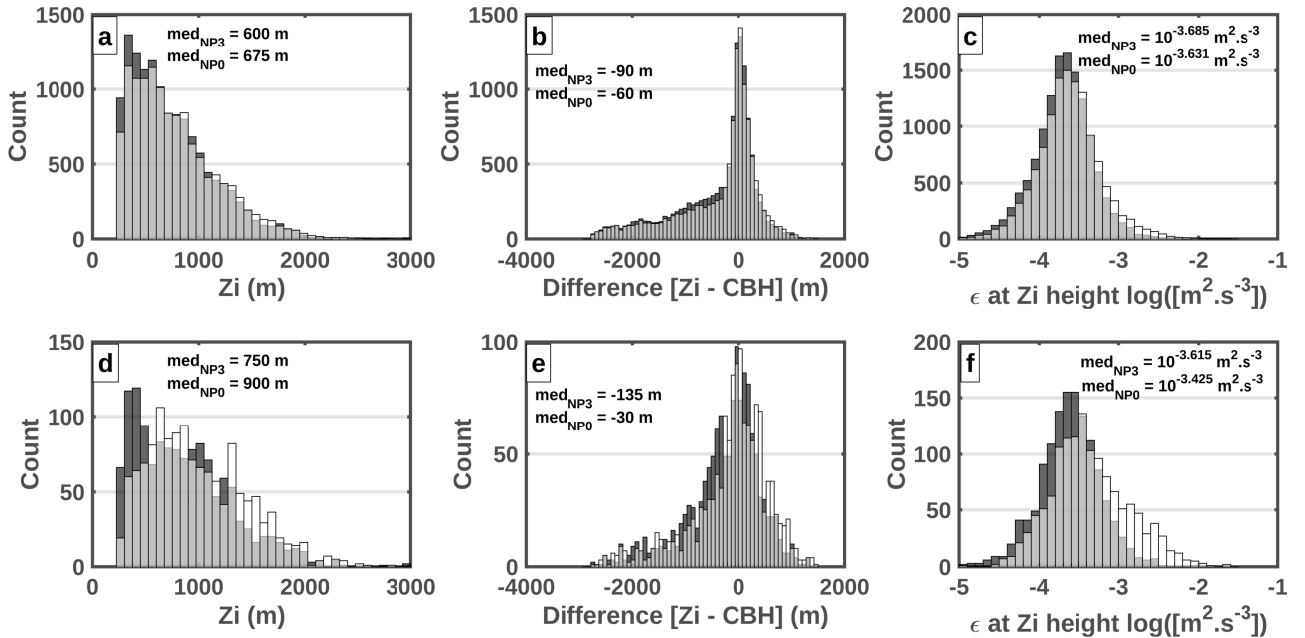 a
med_NP3 = 600 m
med_NP0 = 675 m
1500
1000
500
0
Count
0 1000 2000 3000
Zi (m)
b
med_NP3 = -90 m
med_NP0 = -60 m
1500
1000
500
0
Count
-4000 -2000 0 2000
Difference [Zi - CBH] (m)
c
med_NP3 = 10^-3.685 m^2.s^-3
med_NP0 = 10^-3.631 m^2.s^-3
2000
1500
1000
500
0
Count
-5 -4 -3 -2 -1
ϵ at Zi height log([m^2.s^-3])
d
med_NP3 = 750 m
med_NP0 = 900 m
150
100
50
0
Count
0 1000 2000 3000
Zi (m)
e
med_NP3 = -135 m
med_NP0 = -30 m
100
50
0
Count
-4000 -2000 0 2000
Difference [Zi - CBH] (m)
f
med_NP3 = 10^-3.615 m^2.s^-3
med_NP0 = 10^-3.425 m^2.s^-3
200
150
100
50
0
Count
-5 -4 -3 -2 -1
ϵ at Zi height log([m^2.s^-3])